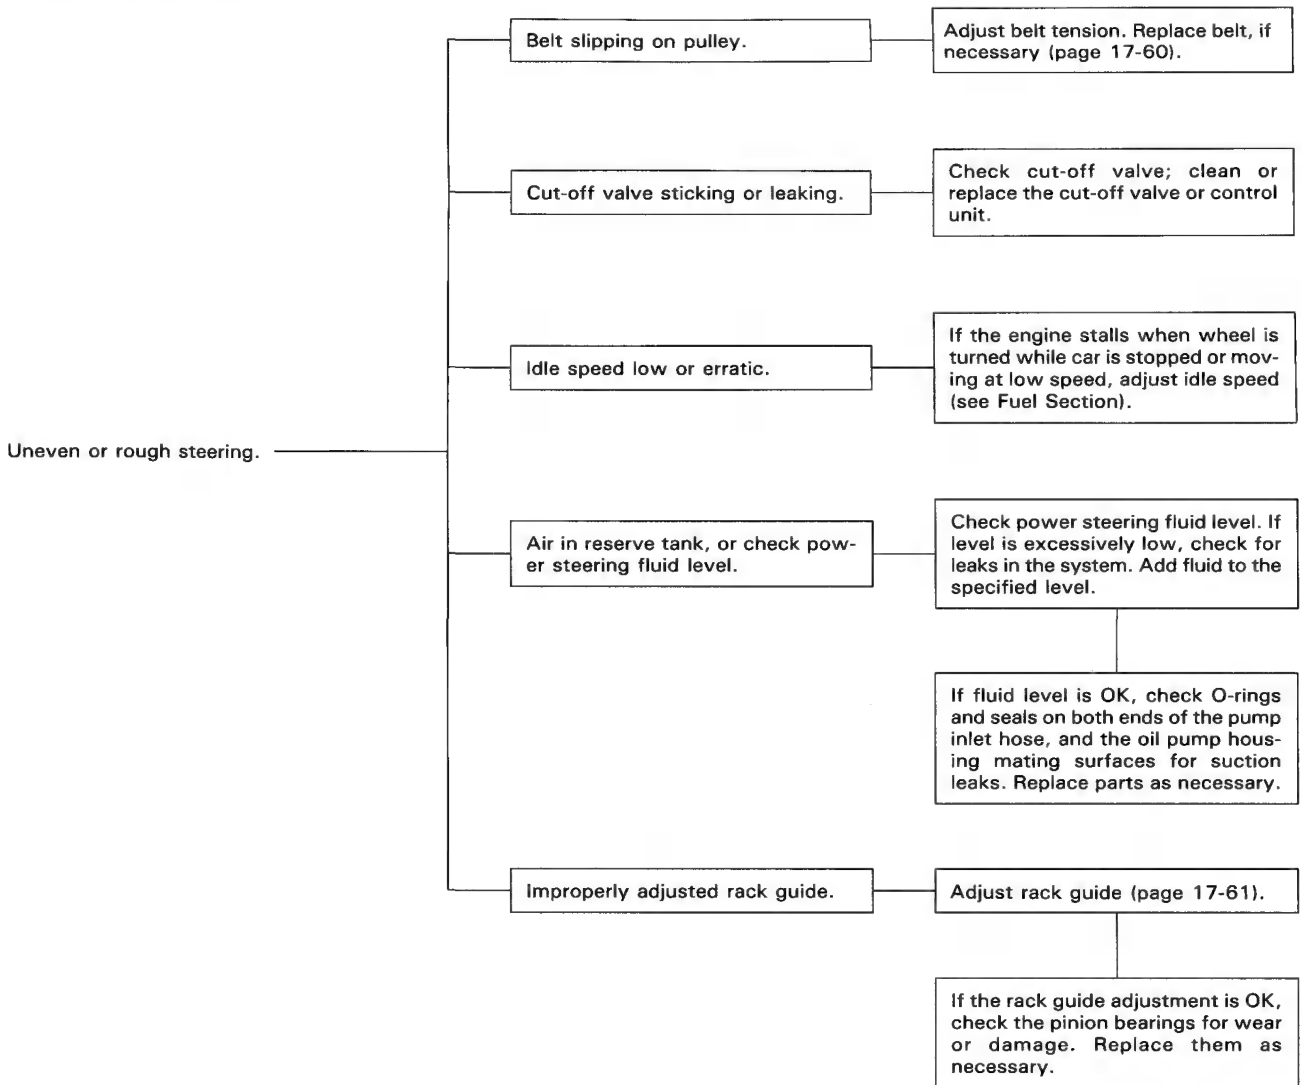 Belt slipping on pulley.
Adjust belt tension. Replace belt, if
necessary (page 17-60).
Cut-off valve sticking or leaking.
Check cut-off valve; clean or
replace the cut-off valve or control
unit.
Idle speed low or erratic.
If the engine stalls when wheel is
turned while car is stopped or mov-
ing at low speed, adjust idle speed
(see Fuel Section).
Uneven or rough steering.
Air in reserve tank, or check pow-
er steering fluid level.
Check power steering fluid level. If
level is excessively low, check for
leaks in the system. Add fluid to the
specified level.
If fluid level is OK, check O-rings
and seals on both ends of the pump
inlet hose, and the oil pump hous-
ing mating surfaces for suction
leaks. Replace parts as necessary.
Improperly adjusted rack guide.
Adjust rack guide (page 17-61).
If the rack guide adjustment is OK,
check the pinion bearings for wear
or damage. Replace them as
necessary.